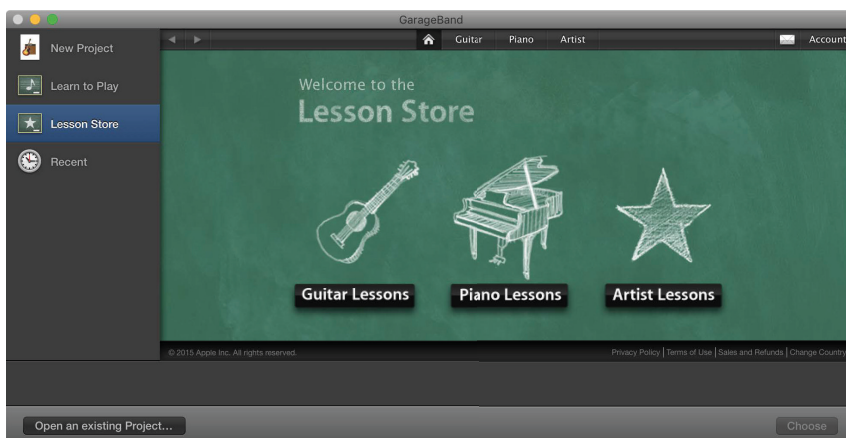 GarageBand
New Project
Learn to Play
Lesson Store
Recent
Guitar Piano Artist Account
Welcome to the
Lesson Store
Guitar Lessons Piano Lessons Artist Lessons
© 2015 Apple Inc. All rights reserved. Privacy Policy | Terms of Use | Sales and Refunds | Change Country
Open an existing Project... Choose